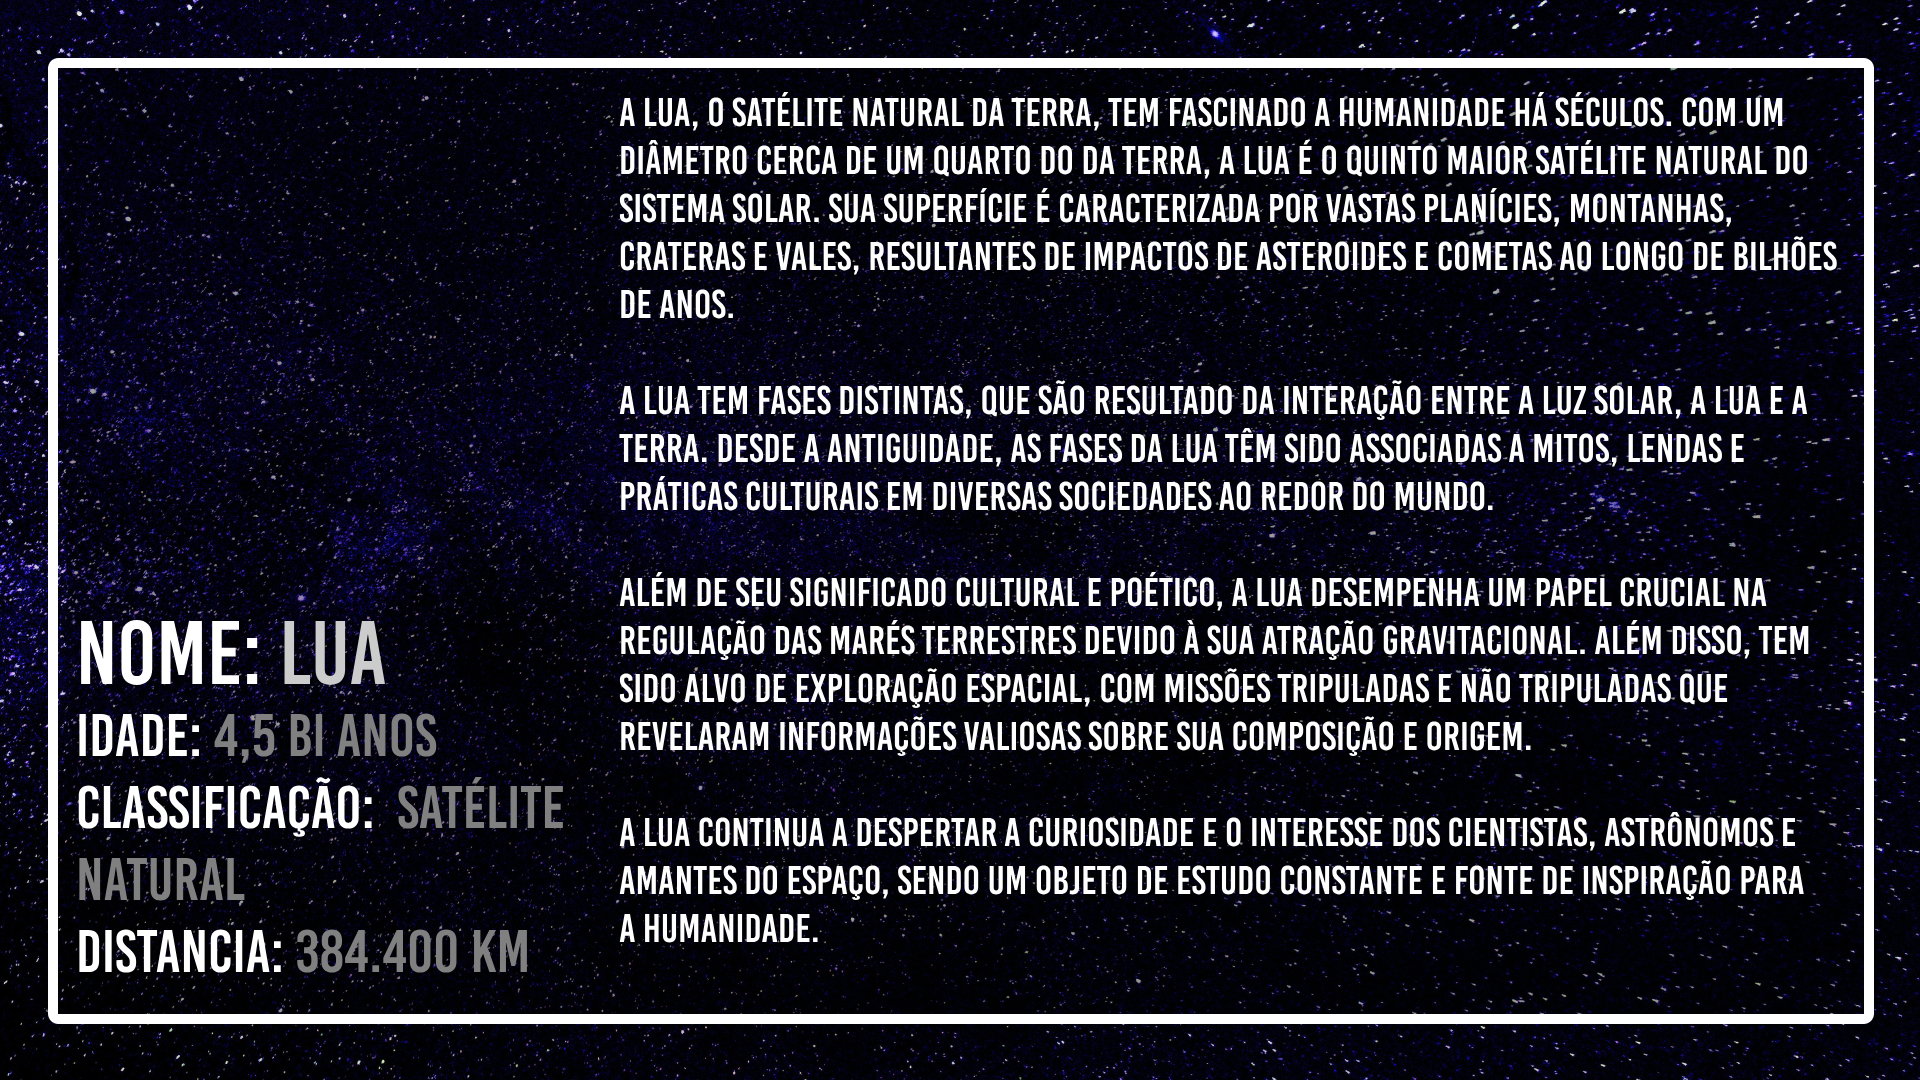 NOME: LUA
IDADE: 4,5 BI ANOS
CLASSIFICAÇÃO: SATÉLITE
NATURAL
DISTANCIA: 384.400 KM
A LUA, O SATÉLITE NATURAL DA TERRA, TEM FASCINADO A HUMANIDADE HÁ SÉCULOS. COM UM
DIÂMETRO CERCA DE UM QUARTO DO DA TERRA, A LUA É O QUINTO MAIOR SATÉLITE NATURAL DO
SISTEMA SOLAR. SUA SUPERFÍCIE É CARACTERIZADA POR VASTAS PLANÍCIES, MONTANHAS,
CRATERAS E VALES, RESULTANTES DE IMPACTOS DE ASTEROIDES E COMETAS AO LONGO DE BILHÕES
DE ANOS.
A LUA TEM FASES DISTINTAS, QUE SÃO RESULTADO DA INTERAÇÃO ENTRE A LUZ SOLAR, A LUA E A
TERRA. DESDE A ANTIGUIDADE, AS FASES DA LUA TÊM SIDO ASSOCIADAS A MITOS, LENDAS E
PRÁTICAS CULTURAIS EM DIVERSAS SOCIEDADES AO REDOR DO MUNDO.
ALÉM DE SEU SIGNIFICADO CULTURAL E POÉTICO, A LUA DESEMPENHA UM PAPEL CRUCIAL NA
REGULAÇÃO DAS MARÉS TERRESTRES DEVIDO À SUA ATRAÇÃO GRAVITACIONAL. ALÉM DISSO, TEM
SIDO ALVO DE EXPLORAÇÃO ESPACIAL, COM MISSÕES TRIPULADAS E NÃO TRIPULADAS QUE
REVELARAM INFORMAÇÕES VALIOSAS SOBRE SUA COMPOSIÇÃO E ORIGEM.
A LUA CONTINUA A DESPERTAR A CURIOSIDADE E O INTERESSE DOS CIENTISTAS, ASTRÔNOMOS E
AMANTES DO ESPAÇO, SENDO UM OBJETO DE ESTUDO CONSTANTE E FONTE DE INSPIRAÇÃO PARA
A HUMANIDADE.